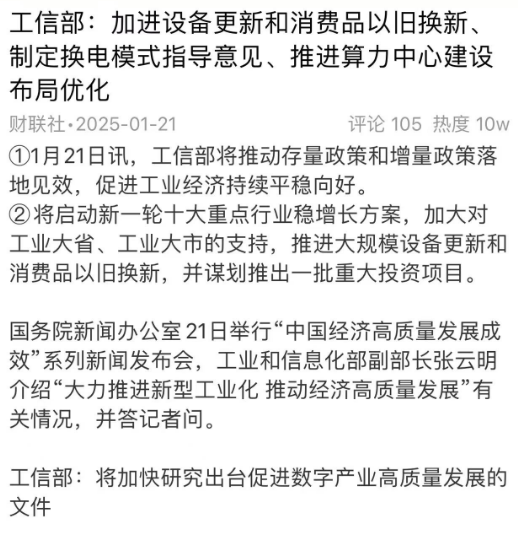 工信部：加进设备更新和消费品以旧换新、
制定换电模式指导意见、推进算力中心建设
布局优化
财联社·2025-01-21 评论 105 热度 10w
①1月21日讯，工信部将推动存量政策和增量政策落
地见效，促进工业经济持续平稳向好。
②将启动新一轮十大重点行业稳增长方案，加大对
工业大省、工业大市的支持，推进大规模设备更新和
消费品以旧换新，并谋划推出一批重大投资项目。
国务院新闻办公室21日举行“中国经济高质量发展成
效”系列新闻发布会，工业和信息化部副部长张云明
介绍“大力推进新型工业化 推动经济高质量发展”有
关情况，并答记者问。
工信部：将加快研究出台促进数字产业高质量发展的
文件